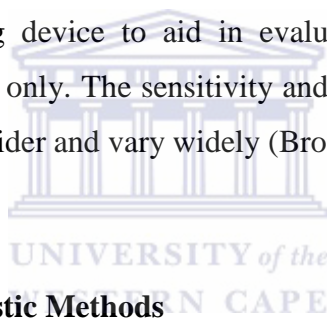 g device to aid in evalu
only. The sensitivity and
ider and vary widely (Bro
UNIVERSITY of the
stic Methods
WESTERN CAPE